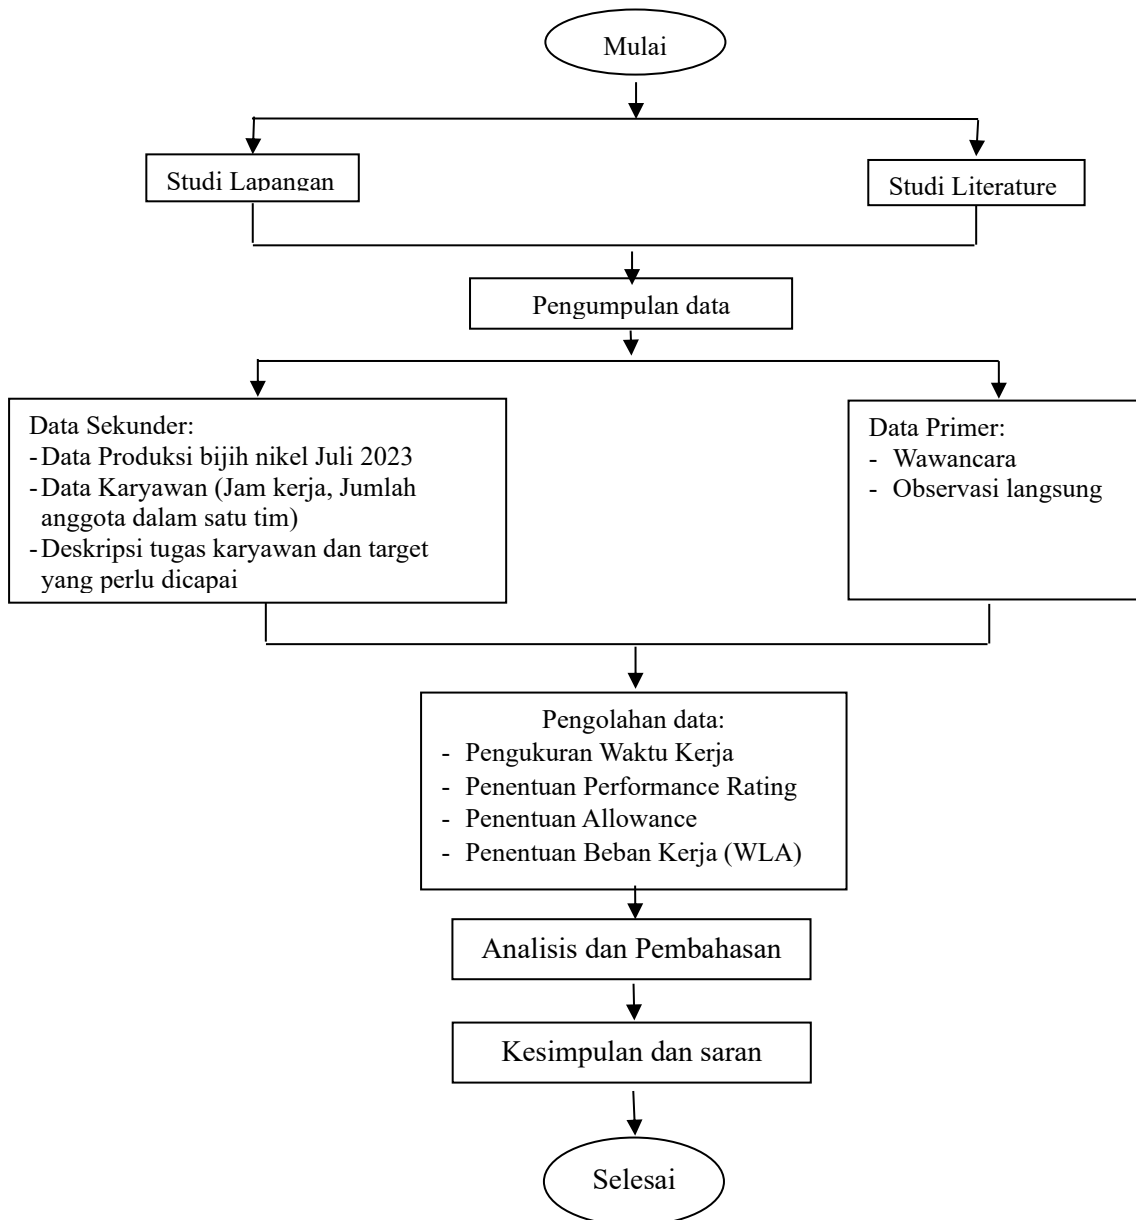 Mulai
Studi Lapangan
Studi Literature
Pengumpulan data
Data Sekunder:
-Data Produksi bijih nikel Juli 2023
-Data Karyawan (Jam kerja, Jumlah
anggota dalam satu tim)
-Deskripsi tugas karyawan dan target
yang perlu dicapai
Data Primer:
- Wawancara
- Observasi langsung
Pengolahan data:
- Pengukuran Waktu Kerja
- Penentuan Performance Rating
- Penentuan Allowance
- Penentuan Beban Kerja (WLA)
Analisis dan Pembahasan
Kesimpulan dan saran
Selesai